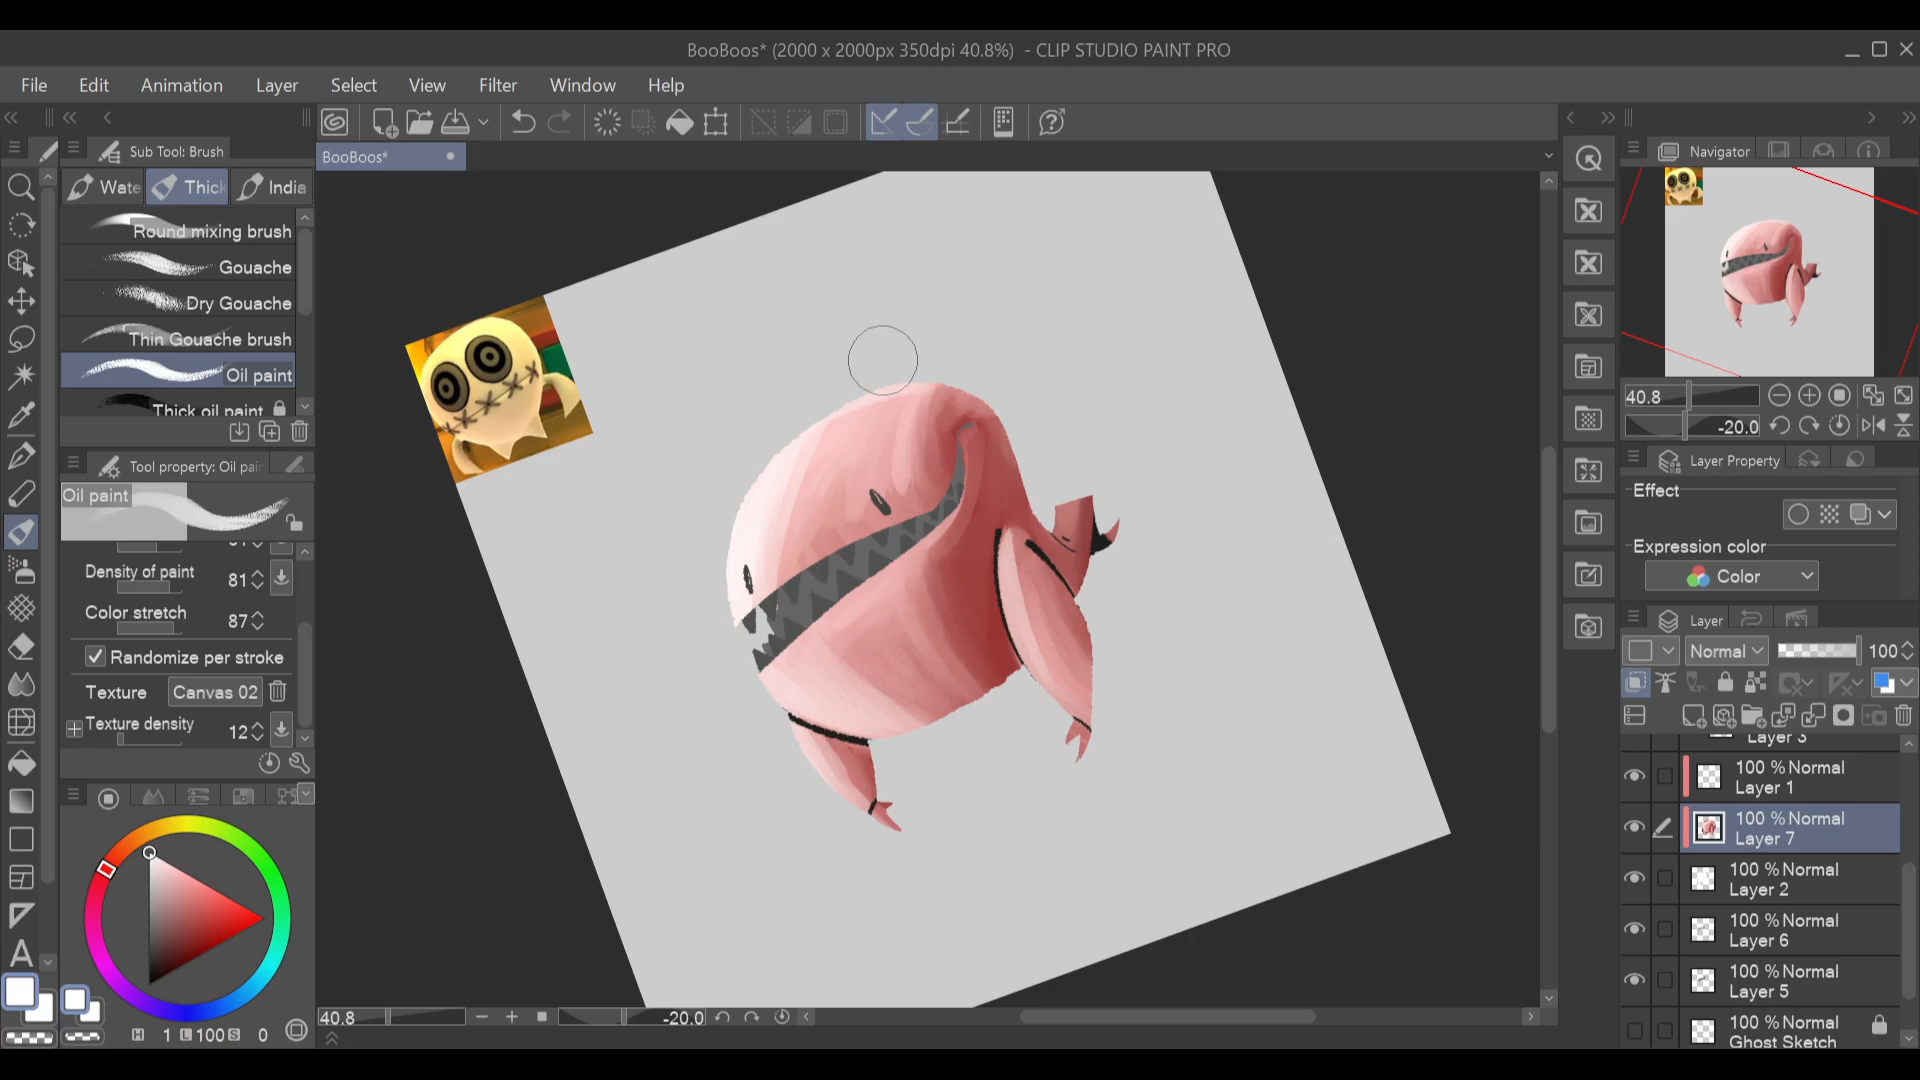 BooBoos* (2000 x 2000px 350dpi 40.8%) - CLIP STUDIO PAINT PRO
File Edit Animation Layer Select View Filter Window Help
Sub Tool: Brush
BooBoos*
Navigator
Wate Thick India
Round mixing brush
Gouache
Dry Gouache
Thin Gouache brush
Oil paint
Thick oil paint
Tool property: Oil pai
Oil paint
Density of paint 81
Color stretch 87
Randomize per stroke
Texture Canvas 02
Texture density 12
H 1 L 100 S 0
40.8 -20.0
40.8
-20.0
Layer Property
Effect
Expression color
Color
Layer
Normal 100
Layer 3
100 % Normal
Layer 1
100 % Normal
Layer 7
100 % Normal
Layer 2
100 % Normal
Layer 6
100 % Normal
Layer 5
100 % Normal
Ghost Sketch